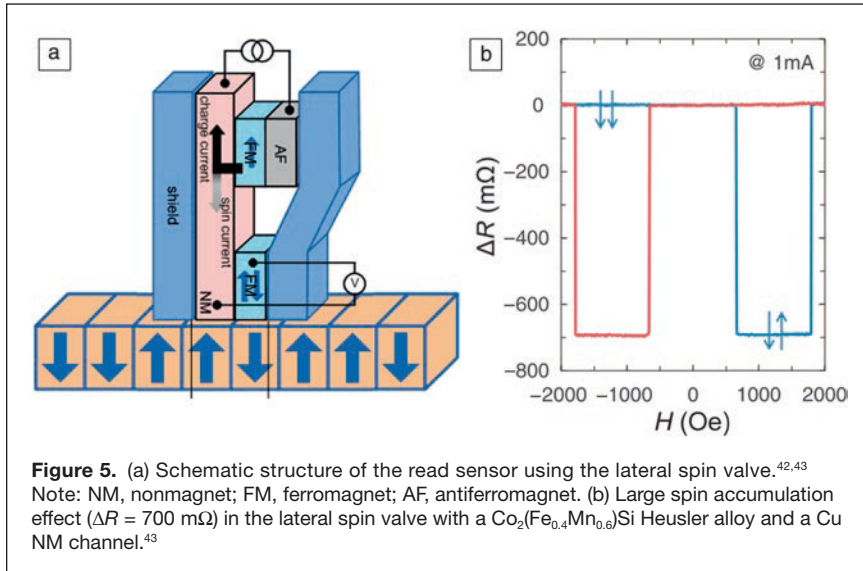 a
charge current
spin current
FM
AF
shield
FM
NM
V
b
@ 1mA
200
0
−200
−400
−600
−800
ΔR (mΩ)
−2000
−1000
0
1000
2000
H (Oe)
Figure 5. (a) Schematic structure of the read sensor using the lateral spin valve.42,43
Note: NM, nonmagnet; FM, ferromagnet; AF, antiferromagnet. (b) Large spin accumulation
effect (ΔR = 700 mΩ) in the lateral spin valve with a Co2(Fe0.4Mn0.6)Si Heusler alloy and a Cu
NM channel.43